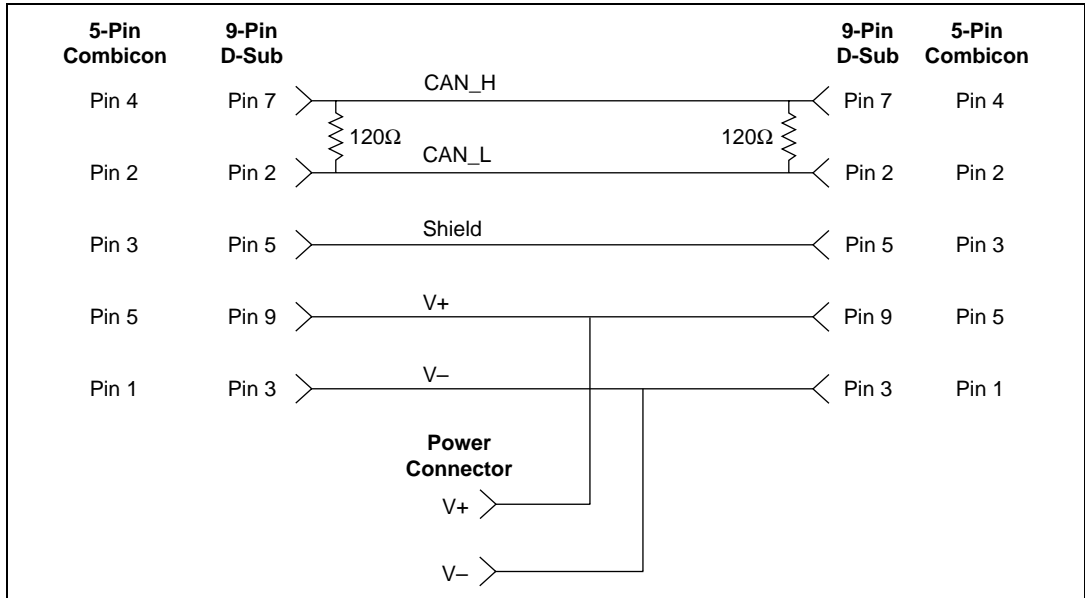 5-Pin Combicon 9-Pin D-Sub 9-Pin D-Sub 5-Pin Combicon
CAN_H
Pin 4 Pin 7 Pin 7 Pin 4
120Ω 120Ω
CAN_L
Pin 2 Pin 2 Pin 2 Pin 2
Shield
Pin 3 Pin 5 Pin 5 Pin 3
V+
Pin 5 Pin 9 Pin 9 Pin 5
V–
Pin 1 Pin 3 Pin 3 Pin 1
Power
Connector
V+
V–